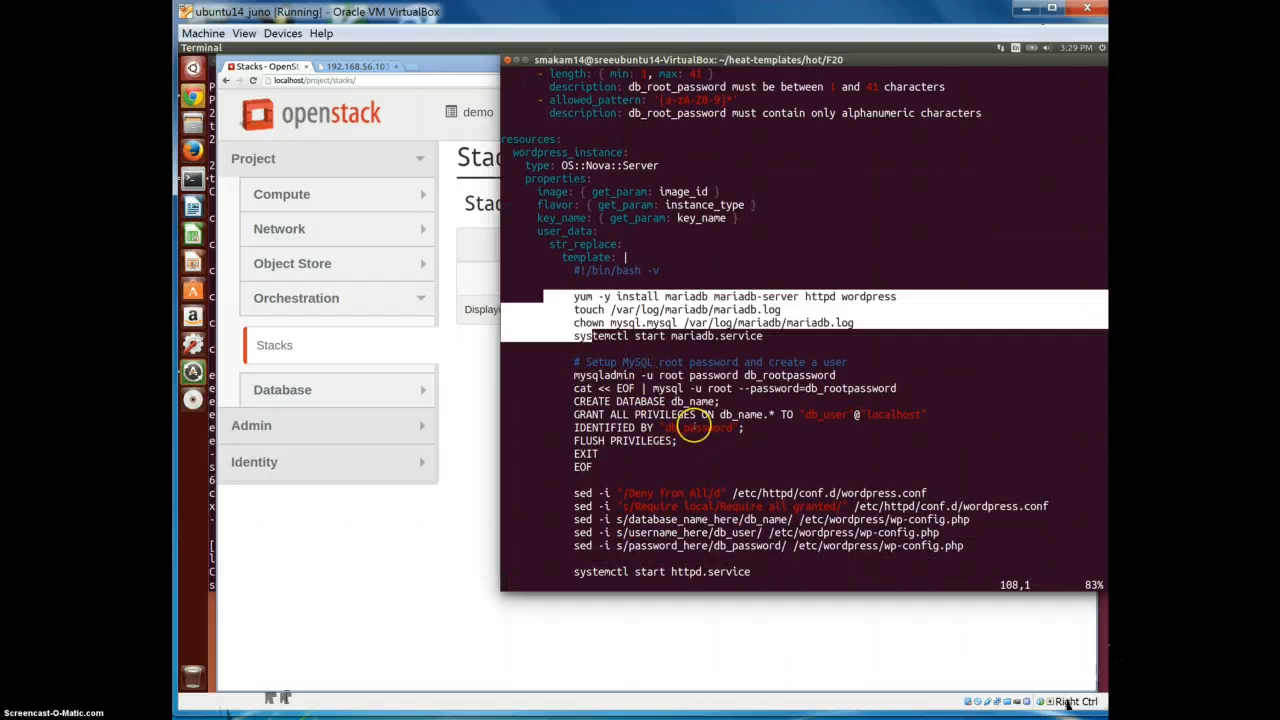 ubuntu14_juno [Running] - Oracle VM VirtualBox
Machine View Devices Help
Terminal
En
3:29 PM
Stacks - OpenSt
192.168.56.103
localhost/project/stacks/
openstack
demo
Project
Compute
Network
Object Store
Orchestration
Stacks
Database
Admin
Identity
Stac
Stac
Displayi
smakam14@sreeubuntu14-VirtualBox: ~/heat-templates/hot/F20
- length: { min: 1, max: 41 }
description: db_root_password must be between 1 and 41 characters
- allowed_pattern: '[a-zA-Z0-9]*'
description: db_root_password must contain only alphanumeric characters
resources:
wordpress_instance:
type: OS::Nova::Server
properties:
image: { get_param: image_id }
flavor: { get_param: instance_type }
key_name: { get_param: key_name }
user_data:
str_replace:
template: |
#!/bin/bash -v
yum -y install mariadb mariadb-server httpd wordpress
touch /var/log/mariadb/mariadb.log
chown mysql.mysql /var/log/mariadb/mariadb.log
systemctl start mariadb.service
# Setup MySQL root password and create a user
mysqladmin -u root password db_rootpassword
cat << EOF | mysql -u root --password=db_rootpassword
CREATE DATABASE db_name;
GRANT ALL PRIVILEGES ON db_name.* TO "db_user"@"localhost"
IDENTIFIED BY "db_password";
FLUSH PRIVILEGES;
EXIT
EOF
sed -i "/Deny from All/d" /etc/httpd/conf.d/wordpress.conf
sed -i "s/Require local/Require all granted/" /etc/httpd/conf.d/wordpress.conf
sed -i s/database_name_here/db_name/ /etc/wordpress/wp-config.php
sed -i s/username_here/db_user/ /etc/wordpress/wp-config.php
sed -i s/password_here/db_password/ /etc/wordpress/wp-config.php
systemctl start httpd.service
108,1 83%
Right Ctrl
Screencast-O-Matic.com